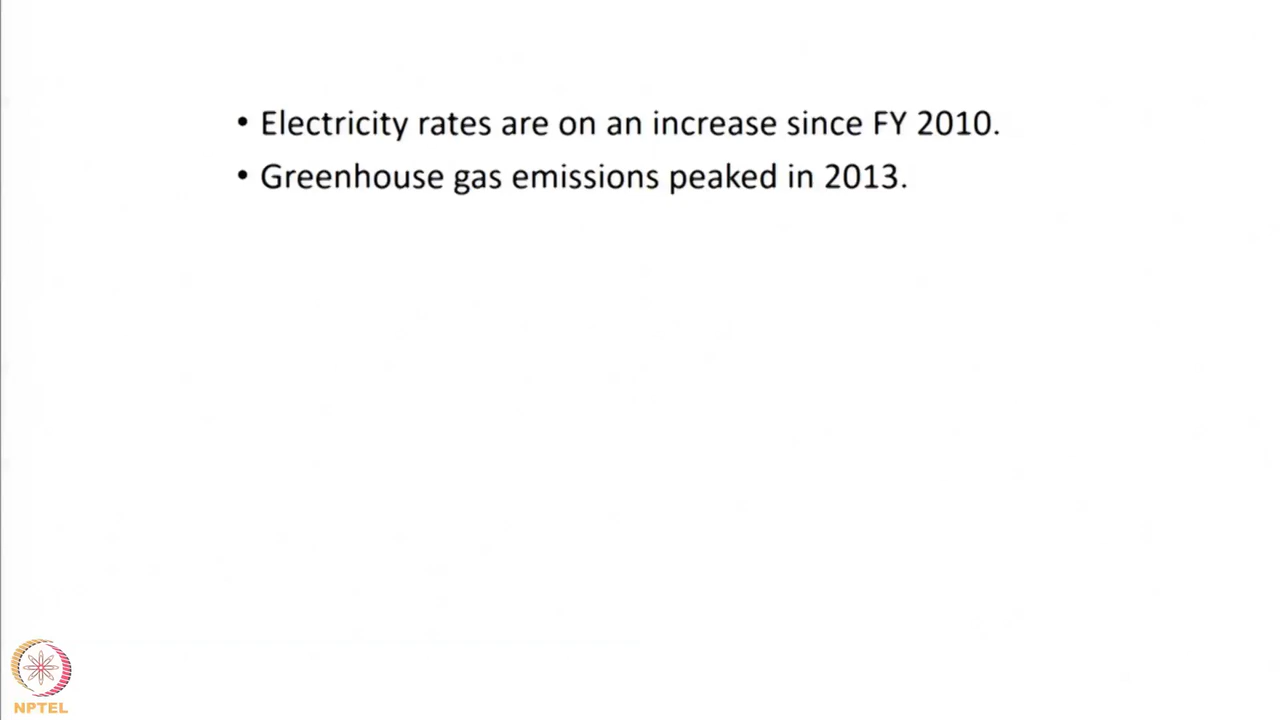 • Electricity rates are on an increase since FY 2010.
• Greenhouse gas emissions peaked in 2013.
NPTEL